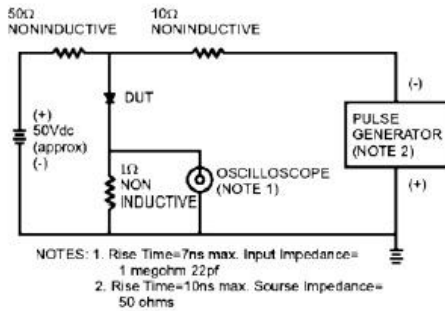 50Ω
NONINDUCTIVE
10Ω
NONINDUCTIVE
(+)
50Vdc
(approx)
(-)
DUT
1Ω
NON
INDUCTIVE
OSCILLOSCOPE
(NOTE 1)
(-)
PULSE
GENERATOR
(NOTE 2)
(+)
NOTES: 1. Rise Time=7ns max. Input Impedance=
1 megohm 22pf
2. Rise Time=10ns max. Sourse Impedance=
50 ohms